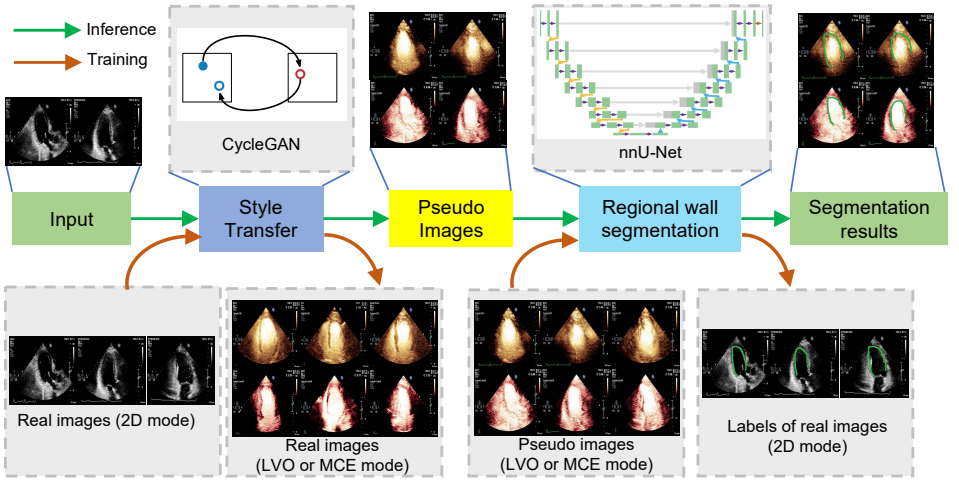 Inference
Training
CycleGAN
nnU-Net
Input
Style
Transfer
Pseudo
Images
Regional wall
segmentation
Segmentation
results
Real images (2D mode)
Real images
(LVO or MCE mode)
Pseudo images
(LVO or MCE mode)
Labels of real images
(2D mode)